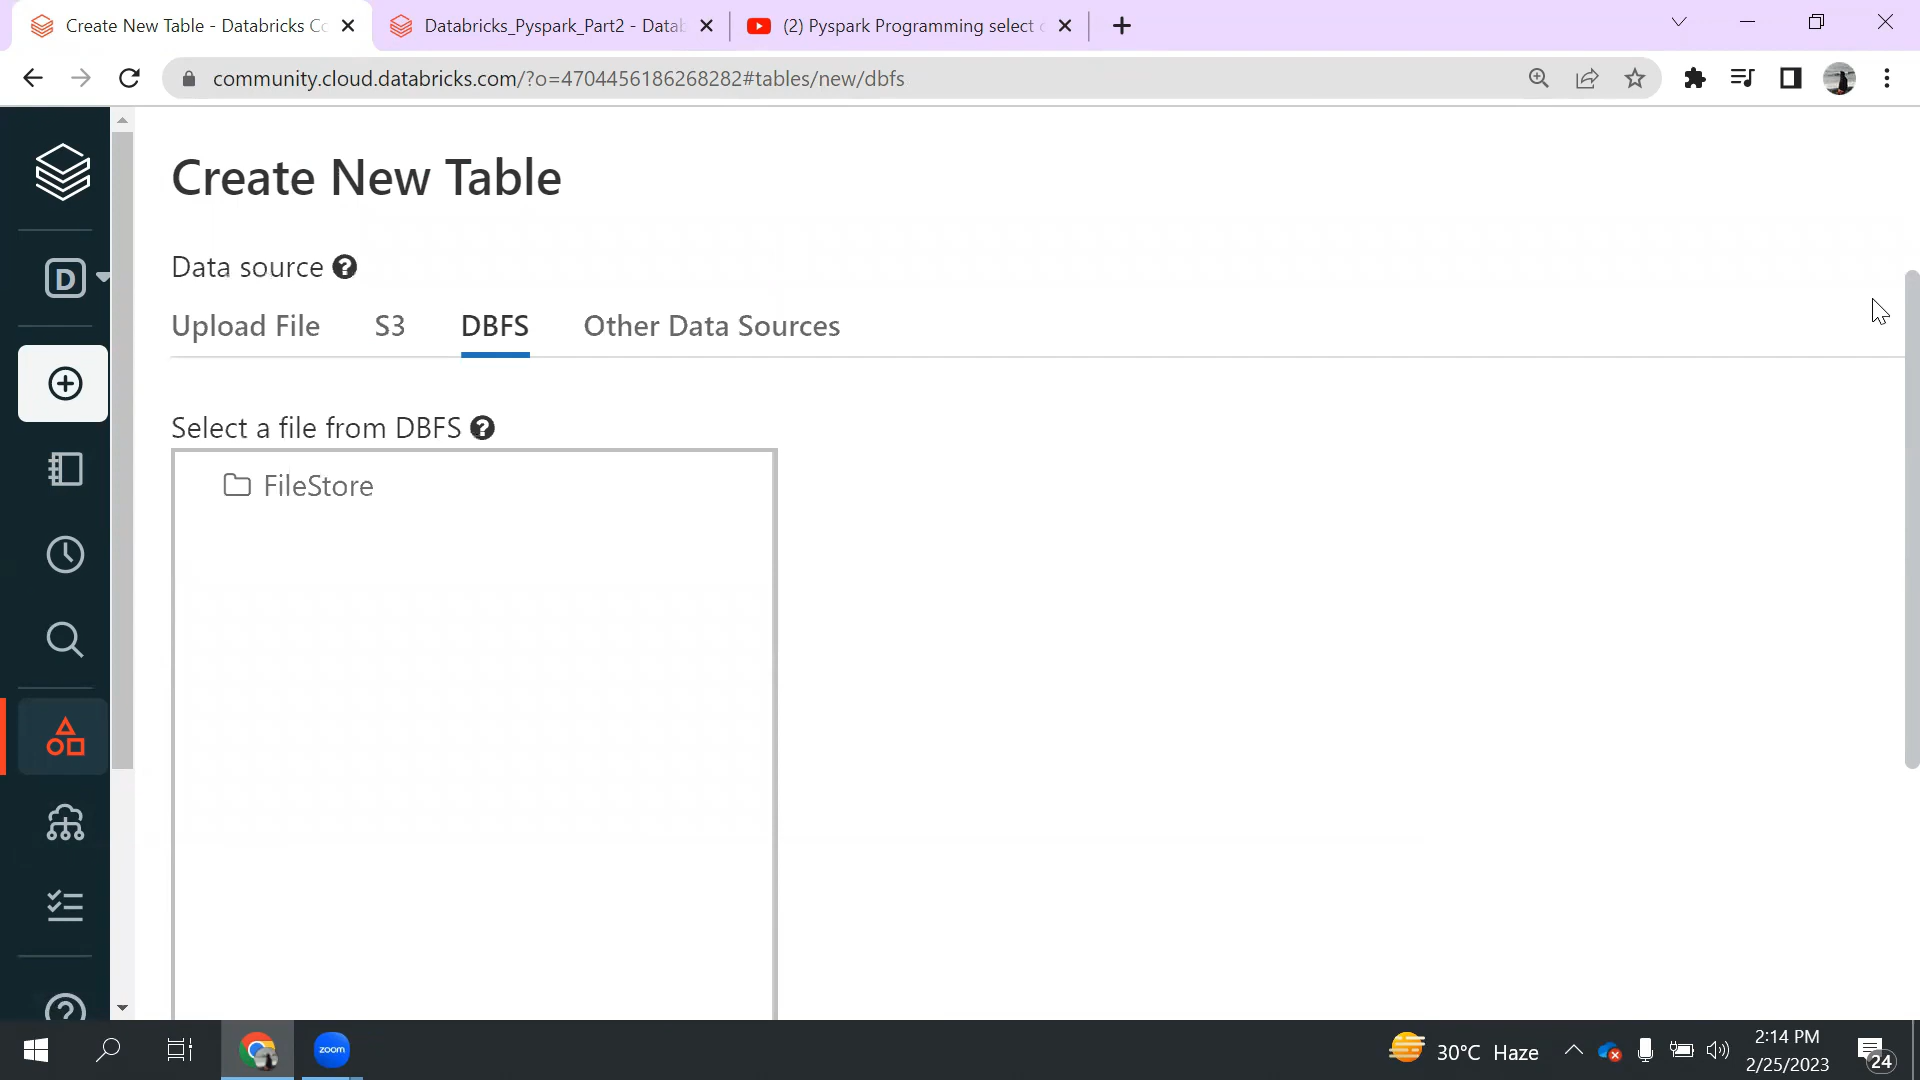 Create New Table - Databricks Co
Databricks_Pyspark_Part2 - Datab
(2) Pyspark Programming select c
community.cloud.databricks.com/?o=4704456186268282#tables/new/dbfs
Create New Table
D
Data source ?
Upload File S3 DBFS Other Data Sources
Select a file from DBFS ?
FileStore
zoom
30°C Haze
2:14 PM
2/25/2023
24